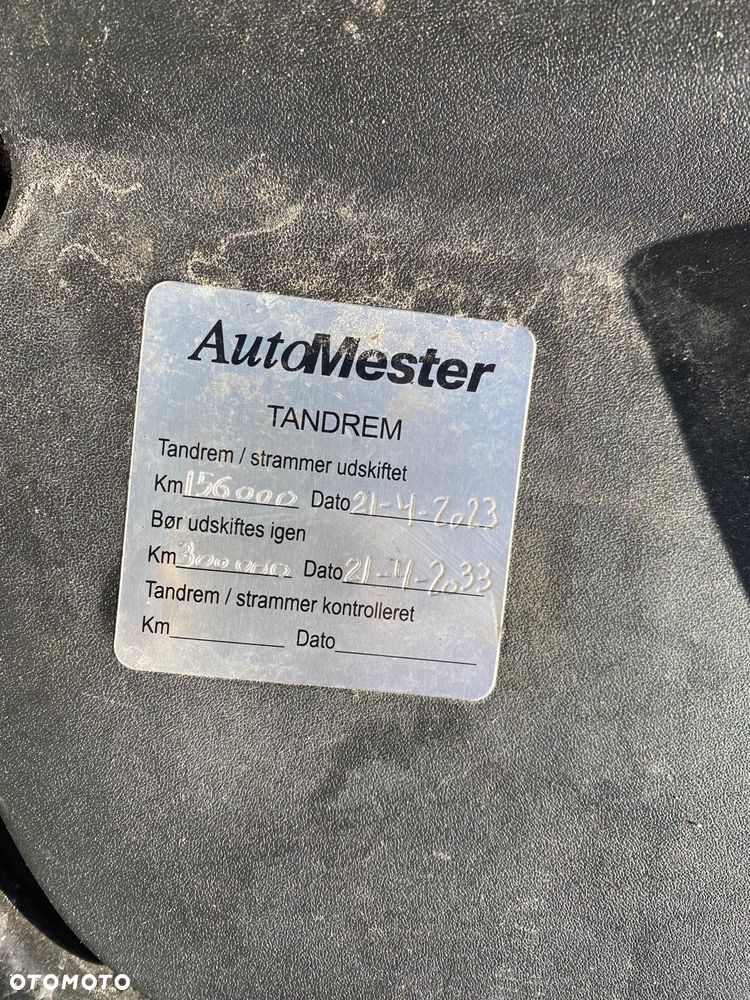 AutoMester
TANDREM
Tandrem / strammer udskiftet
Km 156000 Dato 21-4-2023
Bør udskiftes igen
Km 300000 Dato 21-4-2033
Tandrem / strammer kontrolleret
Km Dato
OTOMOTO